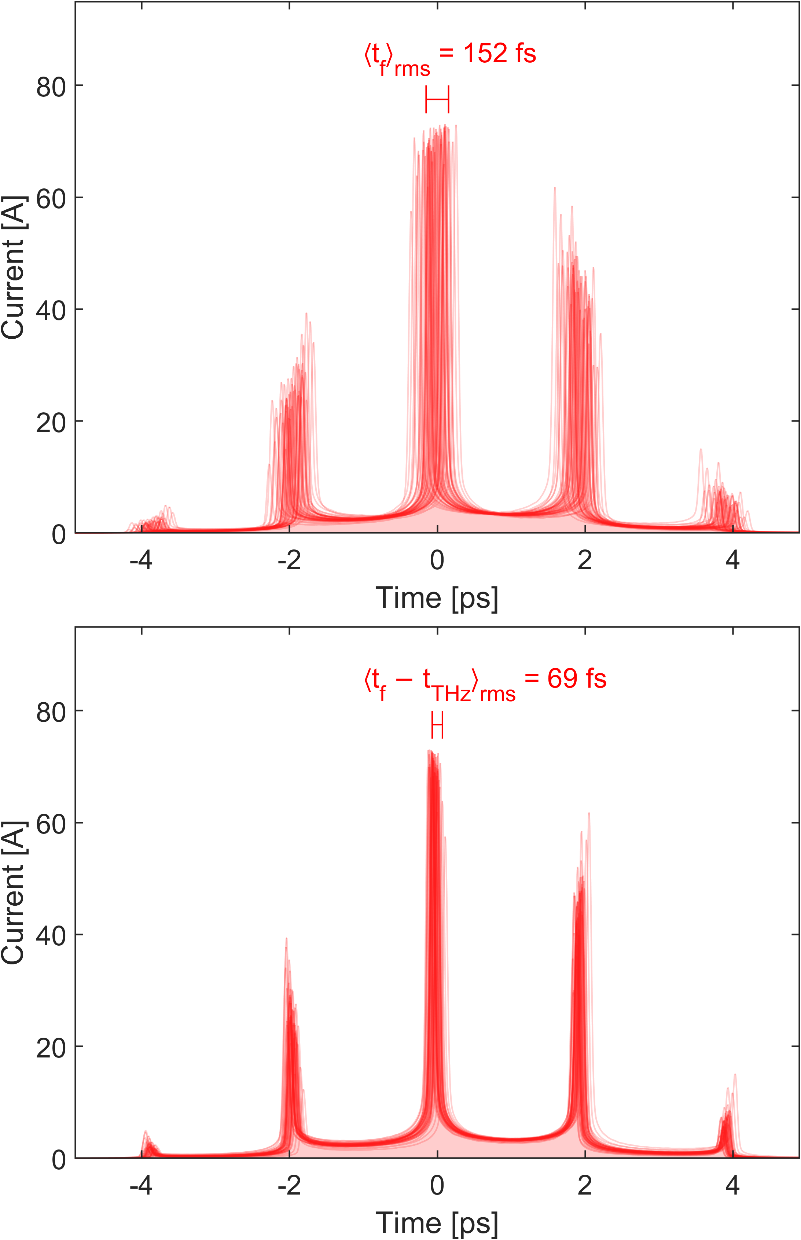 ⟨t_f⟩_rms = 152 fs
80
60
40
20
0
Current [A]
-4 -2 0 2 4
Time [ps]
⟨t_f − t_THz⟩_rms = 69 fs
80
60
40
20
0
Current [A]
-4 -2 0 2 4
Time [ps]